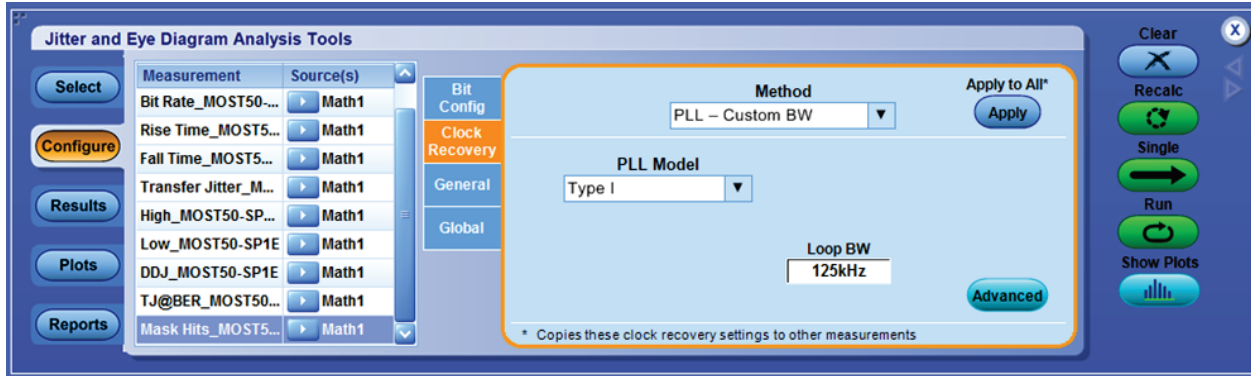 Jitter and Eye Diagram Analysis Tools
Select
Configure
Results
Plots
Reports
Measurement Source(s)
Bit Rate_MOST50-... Math1
Rise Time_MOST5... Math1
Fall Time_MOST5... Math1
Transfer Jitter_M... Math1
High_MOST50-SP... Math1
Low_MOST50-SP1E Math1
DDJ_MOST50-SP1E Math1
TJ@BER_MOST50... Math1
Mask Hits_MOST5... Math1
Bit
Config
Clock
Recovery
General
Global
Method
PLL – Custom BW
Apply to All*
Apply
PLL Model
Type I
Loop BW
125kHz
Advanced
* Copies these clock recovery settings to other measurements
Clear
X
Recalc
Single
Run
Show Plots